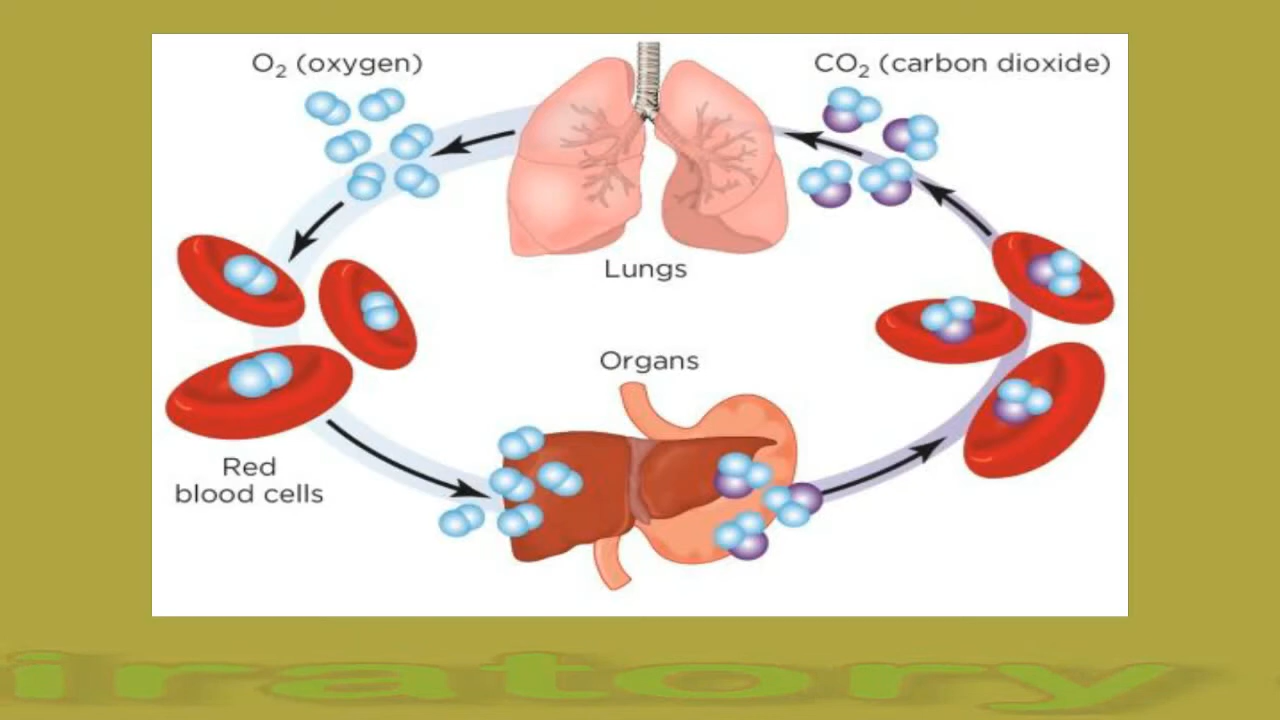 O₂ (oxygen)
CO₂ (carbon dioxide)
Lungs
Organs
Red
blood cells
iratory